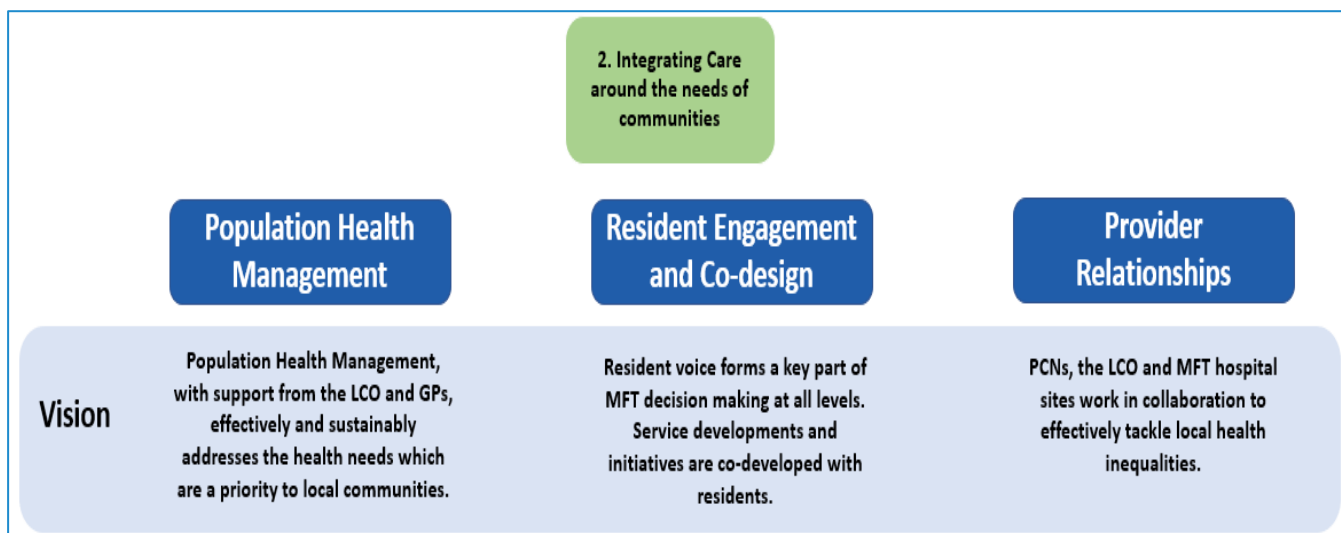 2. Integrating Care
around the needs of
communities
Population Health
Management
Resident Engagement
and Co-design
Provider
Relationships
Vision
Population Health Management,
with support from the LCO and GPs,
effectively and sustainably
addresses the health needs which
are a priority to local communities.
Resident voice forms a key part of
MFT decision making at all levels.
Service developments and
initiatives are co-developed with
residents.
PCNs, the LCO and MFT hospital
sites work in collaboration to
effectively tackle local health
inequalities.